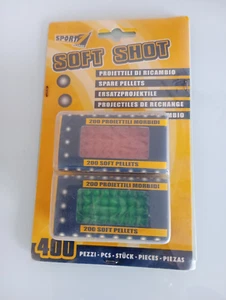 SPORT
SOFT SHOT
PROIETTILI DI RICAMBIO
SPARE PELLETS
ERSATZPROJEKTILE
PROJECTILES DE RECHANGE
200 PROIETTILI MORBIDI
200 SOFT PELLETS
200 PROIETTILI MORBIDI
200 SOFT PELLETS
400
PEZZI · PCS · STÜCK · PIECES · PIEZAS